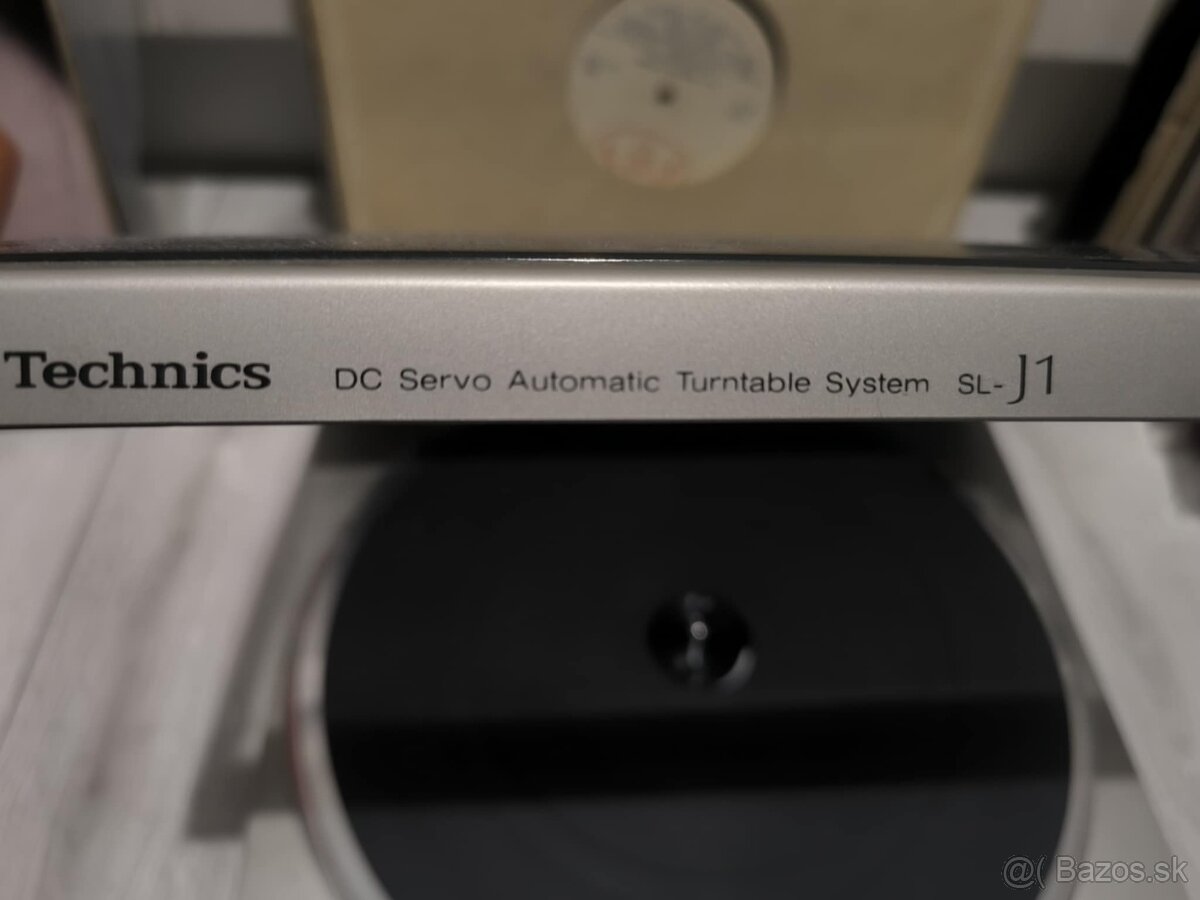 Technics DC Servo Automatic Turntable System SL-J1
@( Bazos.sk